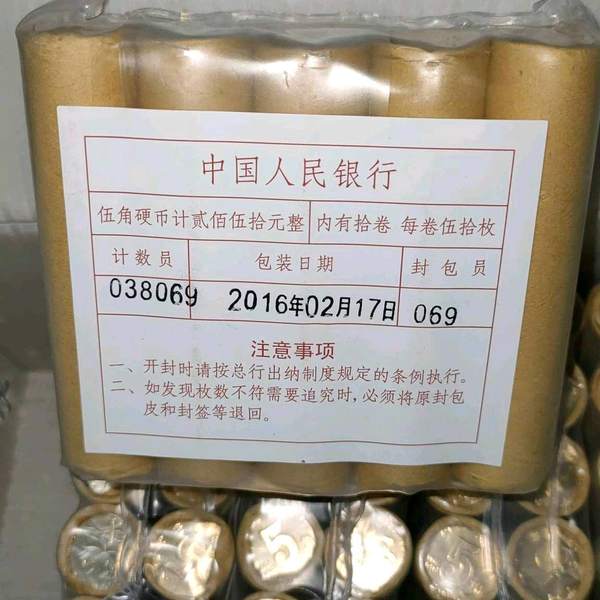 中国人民银行
伍角硬币计贰佰伍拾元整 内有拾卷 每卷伍拾枚
计数员 包装日期 封包员
038069 2016年02月17日 069
注意事项
一、开封时请按总行出纳制度规定的条例执行。
二、如发现枚数不符需要追究时,必须将原封包
皮和封签等退回。
5 5